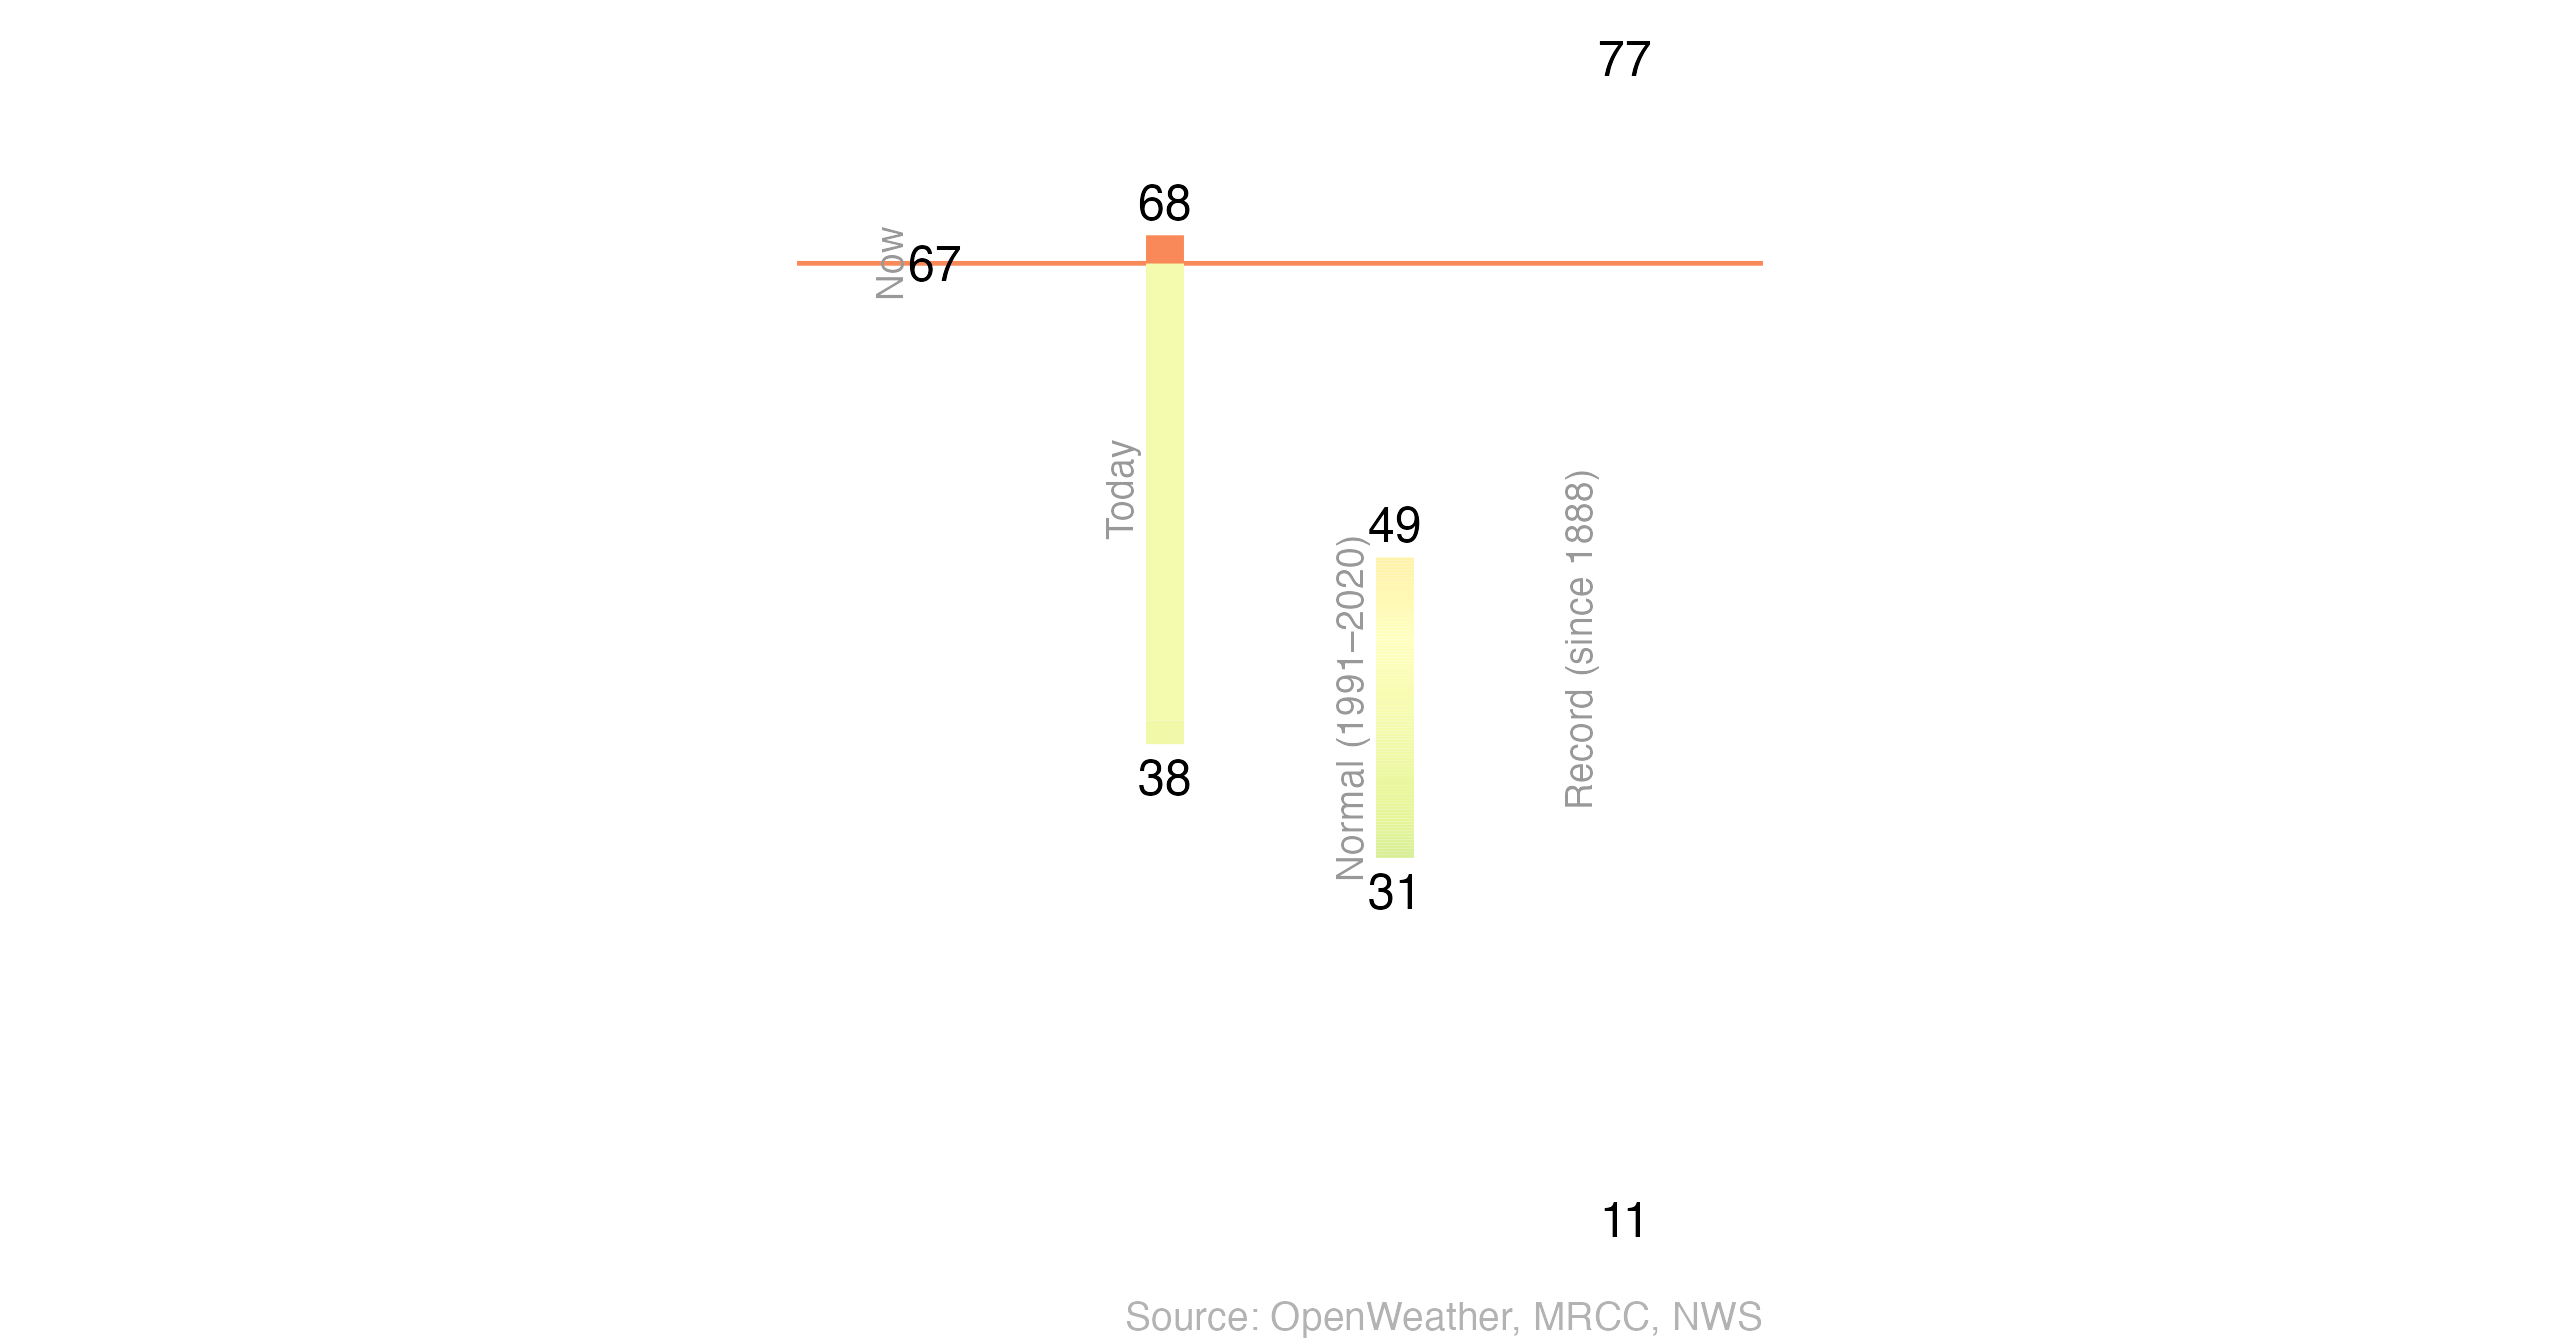 77
68
Now
67
Today
49
Normal (1991–2020)
Record (since 1888)
38
31
11
Source: OpenWeather, MRCC, NWS